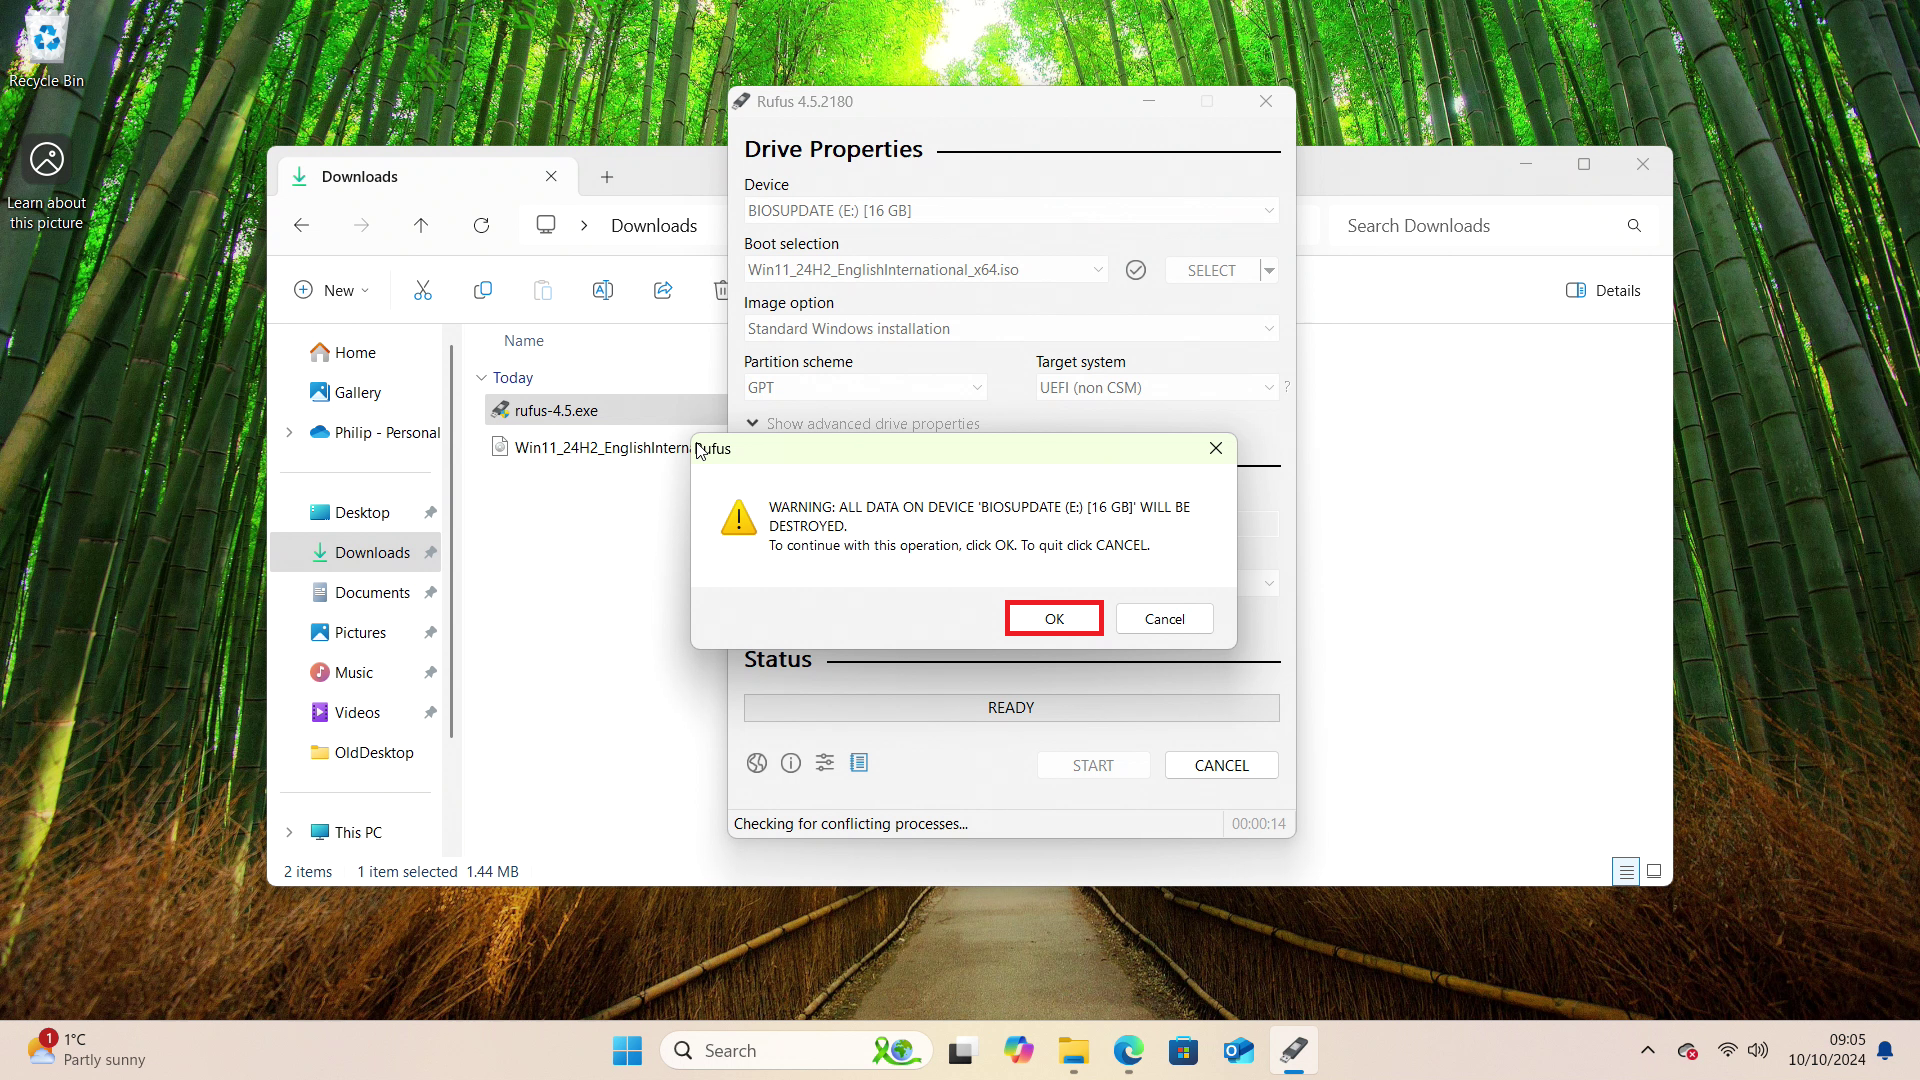 Recycle Bin
Learn about
this picture
Rufus 4.5.2180
Drive Properties
Device
BIOSUPDATE (E:) [16 GB]
Boot selection
Win11_24H2_EnglishInternational_x64.iso
SELECT
Image option
Standard Windows installation
Partition scheme
Target system
GPT
UEFI (non CSM)
?
Show advanced drive properties
Downloads
Downloads
Search Downloads
New
Details
Home
Gallery
Philip - Personal
Desktop
Downloads
Documents
Pictures
Music
Videos
OldDesktop
This PC
Name
Today
rufus-4.5.exe
Win11_24H2_EnglishInterna
2 items
1 item selected 1.44 MB
Rufus
WARNING: ALL DATA ON DEVICE 'BIOSUPDATE (E:) [16 GB]' WILL BE
DESTROYED.
To continue with this operation, click OK. To quit click CANCEL.
OK
Cancel
Status
READY
START
CANCEL
Checking for conflicting processes...
00:00:14
1
1°C
Partly sunny
Search
09:05
10/10/2024